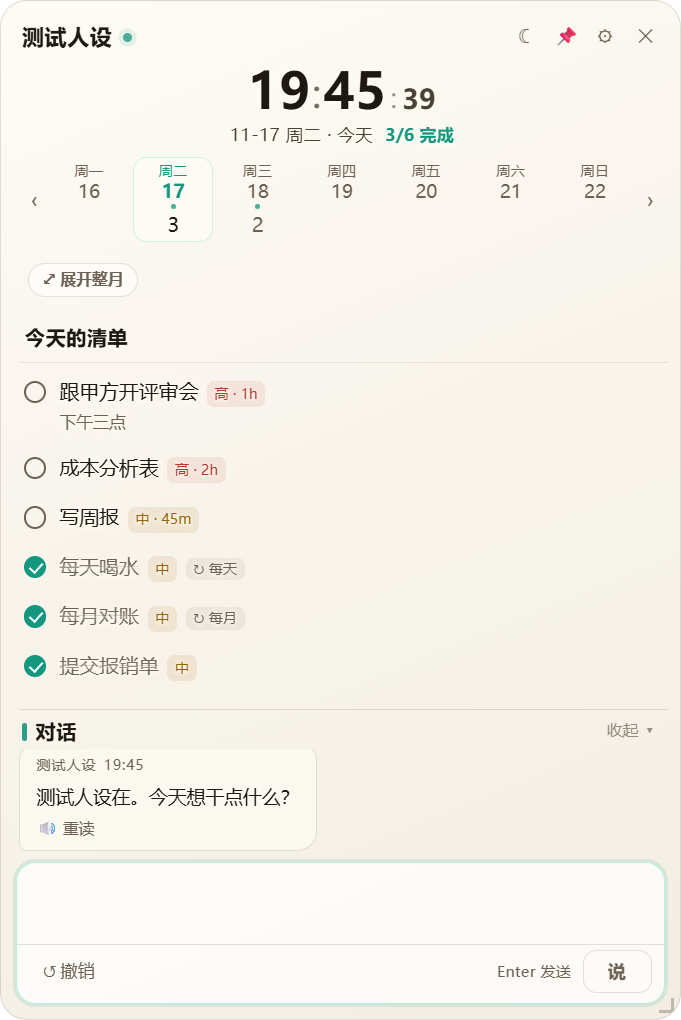 测试人设
19:45:39
11-17 周二 · 今天 3/6 完成
周一 周二 周三 周四 周五 周六 周日
‹ 16 17 18 19 20 21 22 ›
3 2
⤢ 展开整月
今天的清单
跟甲方开评审会 高 · 1h
下午三点
成本分析表 高 · 2h
写周报 中 · 45m
每天喝水 中 ↻ 每天
每月对账 中 ↻ 每月
提交报销单 中
对话 收起 ▾
测试人设 19:45
测试人设在。今天想干点什么？
🔊 重读
↺ 撤销 Enter 发送 说